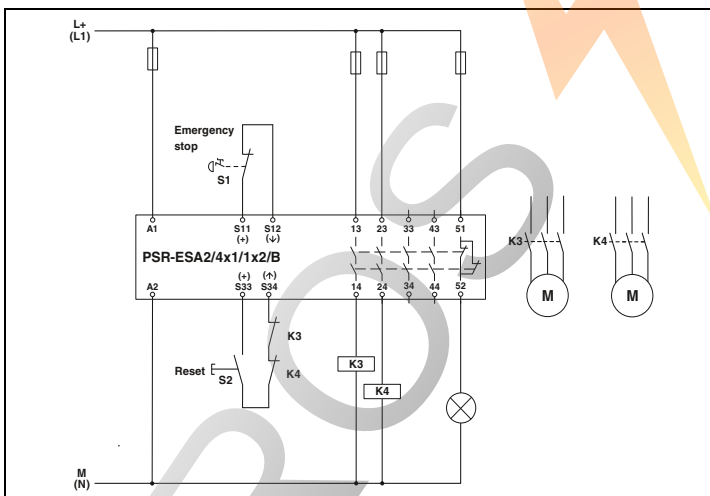 L+
(L1)
Emergency
stop
S1
A1 S11 S12 13 23 33 43 51
(+) (↓)
PSR-ESA2/4x1/1x2/B
(+) (↑)
A2 S33 S34 14 24 34 44 52
K3
K4
Reset
S2
K3
K4
K3
M
K4
M
M
(N)
ROS